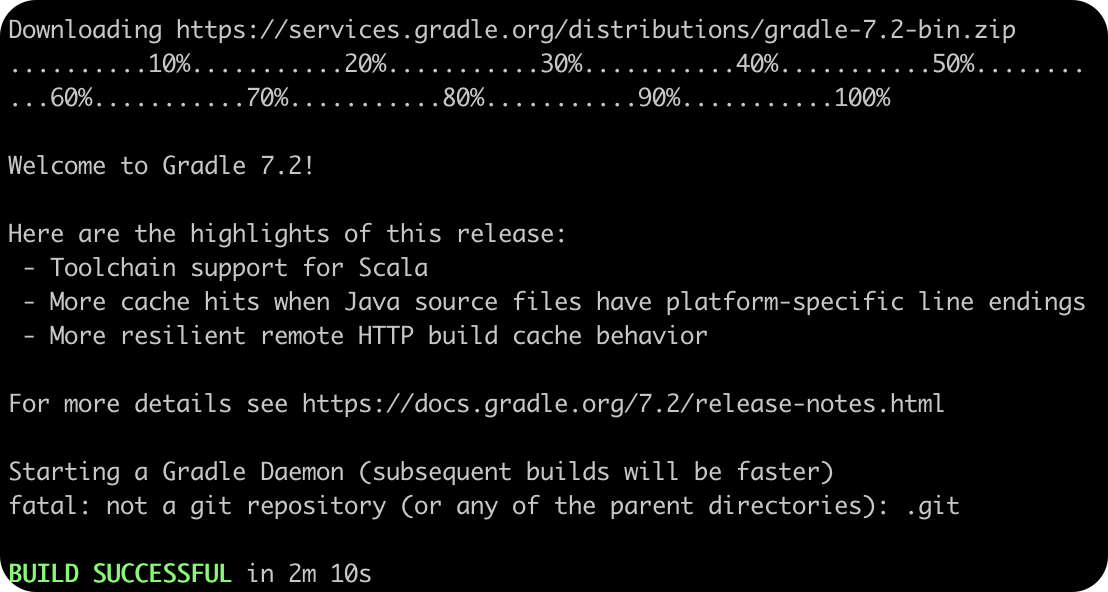 Downloading https://services.gradle.org/distributions/gradle-7.2-bin.zip
..........10%...........20%...........30%...........40%...........50%........
...60%...........70%...........80%...........90%...........100%
Welcome to Gradle 7.2!
Here are the highlights of this release:
- Toolchain support for Scala
- More cache hits when Java source files have platform-specific line endings
- More resilient remote HTTP build cache behavior
For more details see https://docs.gradle.org/7.2/release-notes.html
Starting a Gradle Daemon (subsequent builds will be faster)
fatal: not a git repository (or any of the parent directories): .git
BUILD SUCCESSFUL in 2m 10s